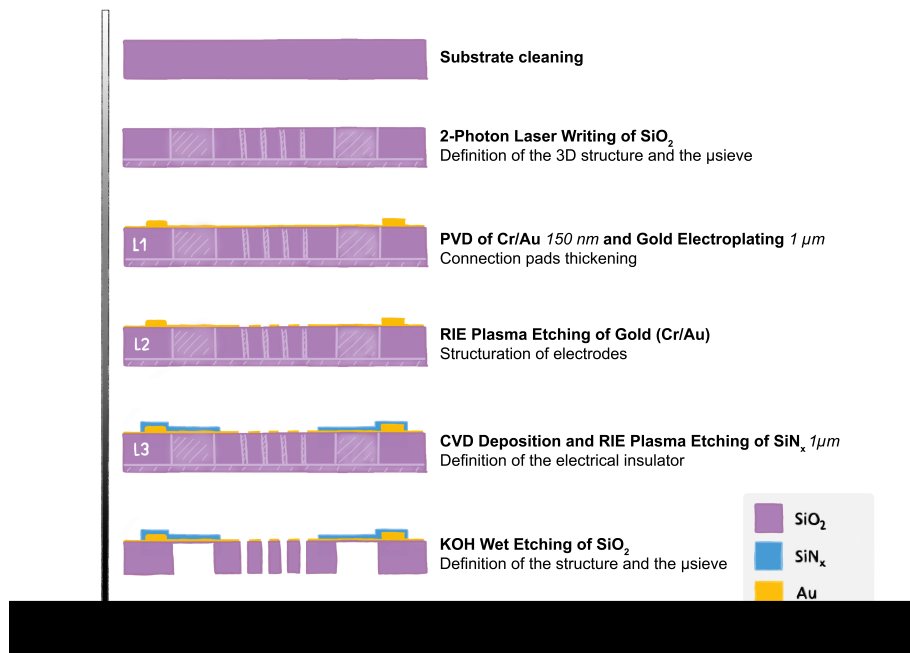 Substrate cleaning
2-Photon Laser Writing of SiO₂
Definition of the 3D structure and the μsieve
L1
PVD of Cr/Au 150 nm and Gold Electroplating 1 μm
Connection pads thickening
L2
RIE Plasma Etching of Gold (Cr/Au)
Structuration of electrodes
L3
CVD Deposition and RIE Plasma Etching of SiNₓ 1μm
Definition of the electrical insulator
KOH Wet Etching of SiO₂
Definition of the structure and the μsieve
SiO₂
SiNₓ
Au